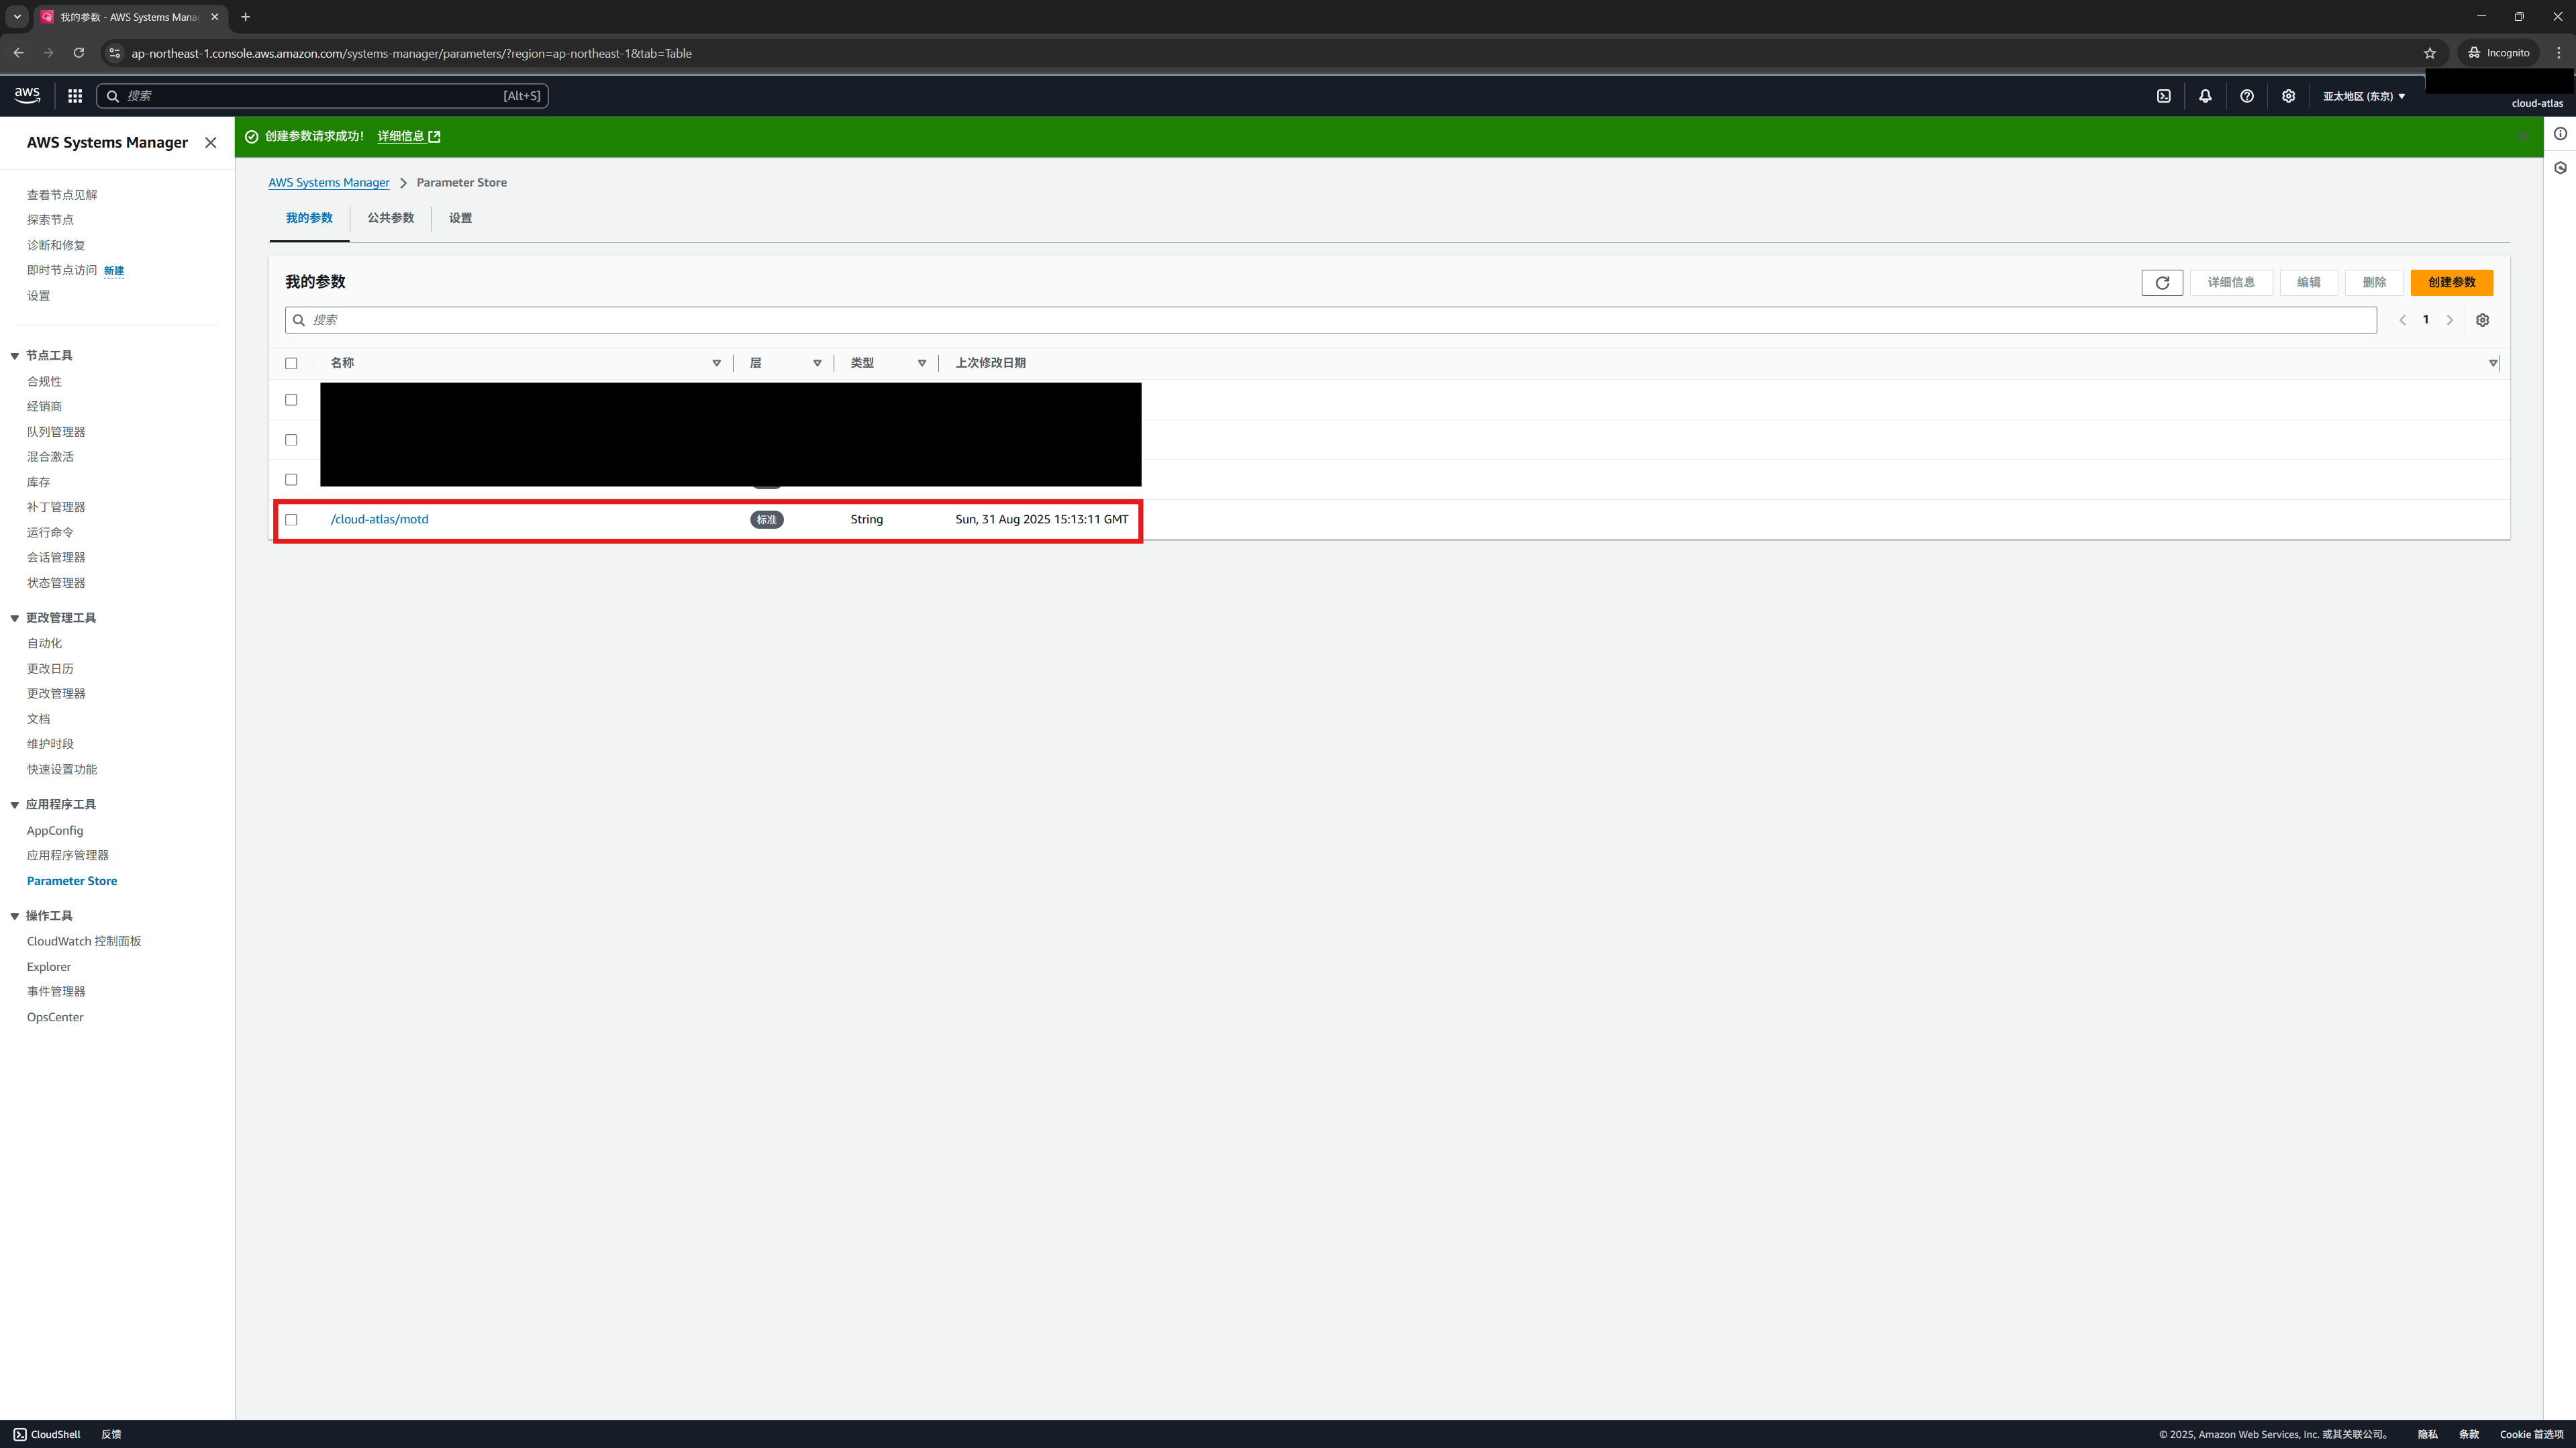 我的参数 - AWS Systems Mana
ap-northeast-1.console.aws.amazon.com/systems-manager/parameters/?region=ap-northeast-1&tab=Table
Incognito
aws
搜索
[Alt+S]
亚太地区 (东京)
cloud-atlas
AWS Systems Manager
查看节点见解
探索节点
诊断和修复
即时节点访问 新建
设置
节点工具
合规性
经销商
队列管理器
混合激活
库存
补丁管理器
运行命令
会话管理器
状态管理器
更改管理工具
自动化
更改日历
更改管理器
文档
维护时段
快速设置功能
应用程序工具
AppConfig
应用程序管理器
Parameter Store
操作工具
CloudWatch 控制面板
Explorer
事件管理器
OpsCenter
创建参数请求成功！ 详细信息
AWS Systems Manager Parameter Store
我的参数 公共参数 设置
我的参数
详细信息 编辑 删除 创建参数
搜索
1
名称 层 类型 上次修改日期
/cloud-atlas/motd 标准 String Sun, 31 Aug 2025 15:13:11 GMT
CloudShell 反馈
© 2025, Amazon Web Services, Inc. 或其关联公司。 隐私 条款 Cookie 首选项